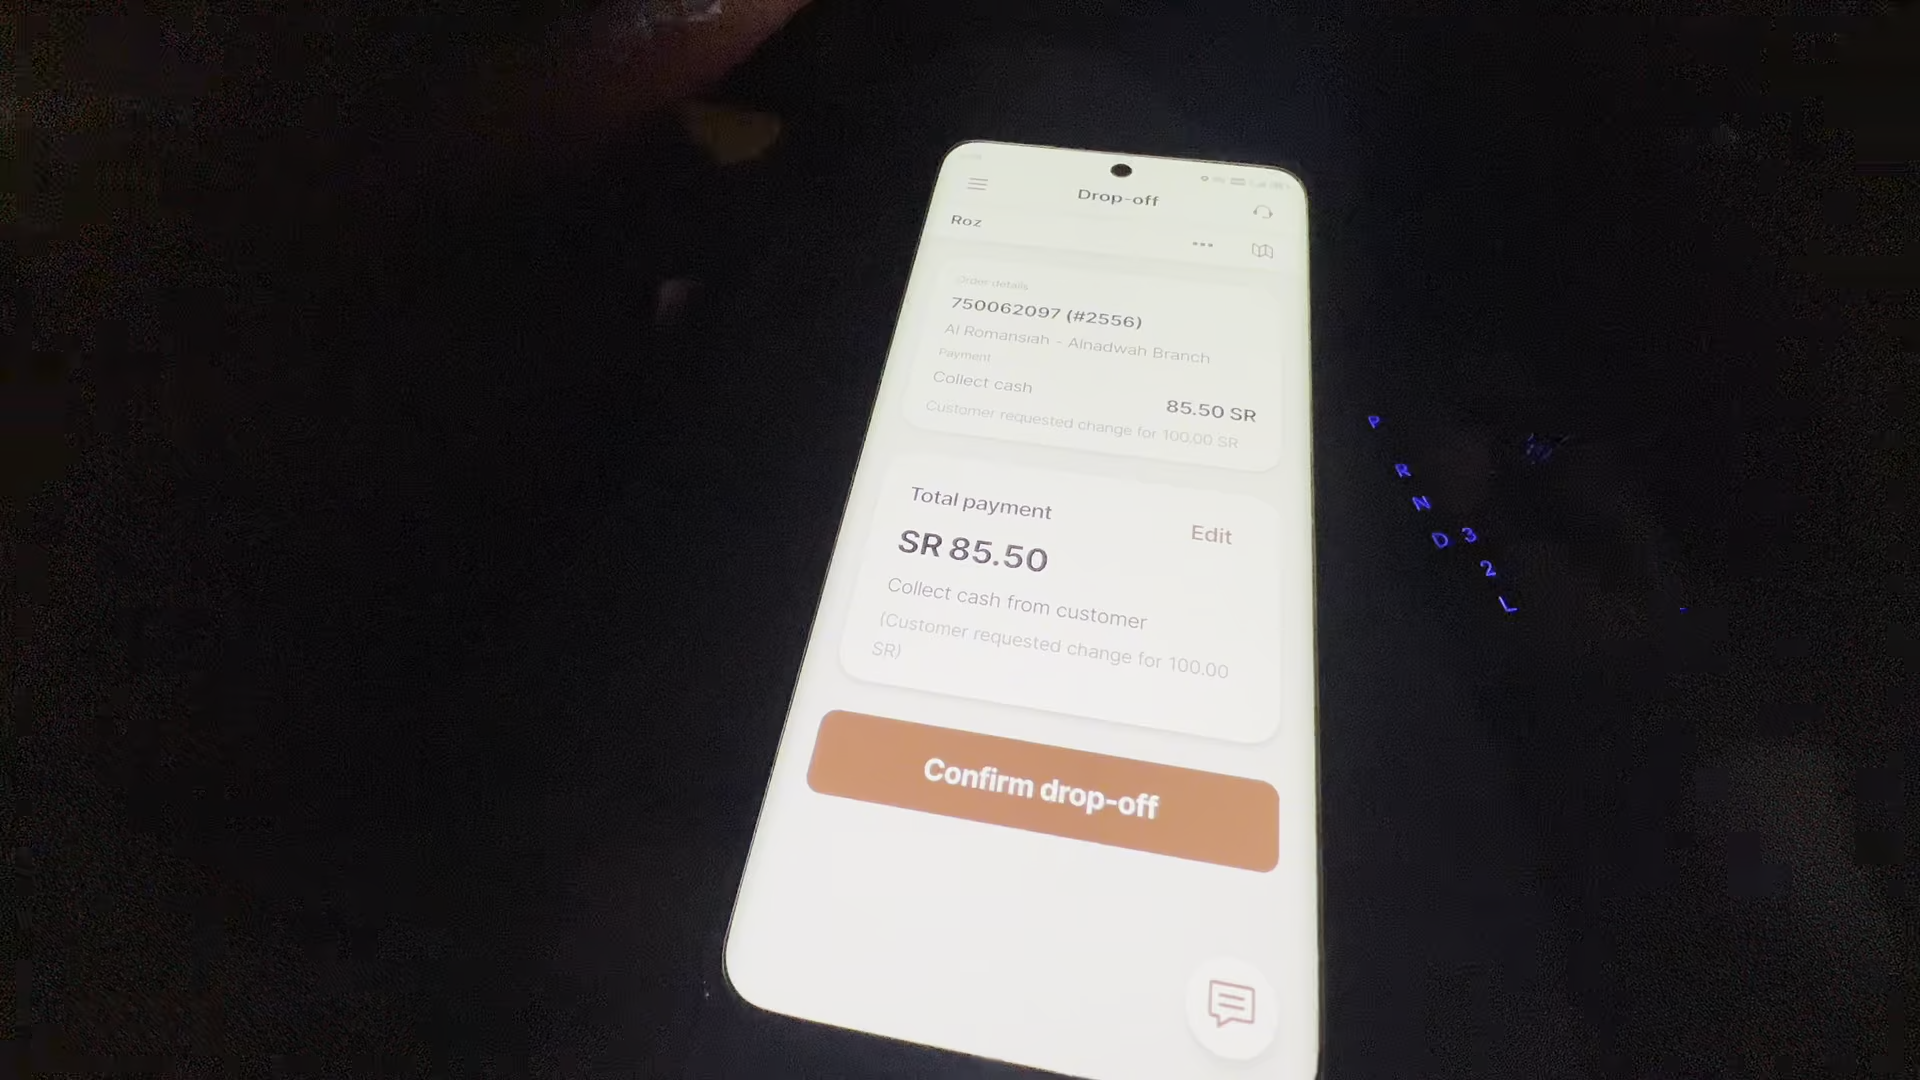 Drop-off
Roz
Order details
750062097 (#2556)
Al Romansiah - Alnadwah Branch
Payment
Collect cash
85.50 SR
Customer requested change for 100.00 SR
Total payment
Edit
SR 85.50
Collect cash from customer
(Customer requested change for 100.00
SR)
Confirm drop-off
P
R
N
D 3
2
L